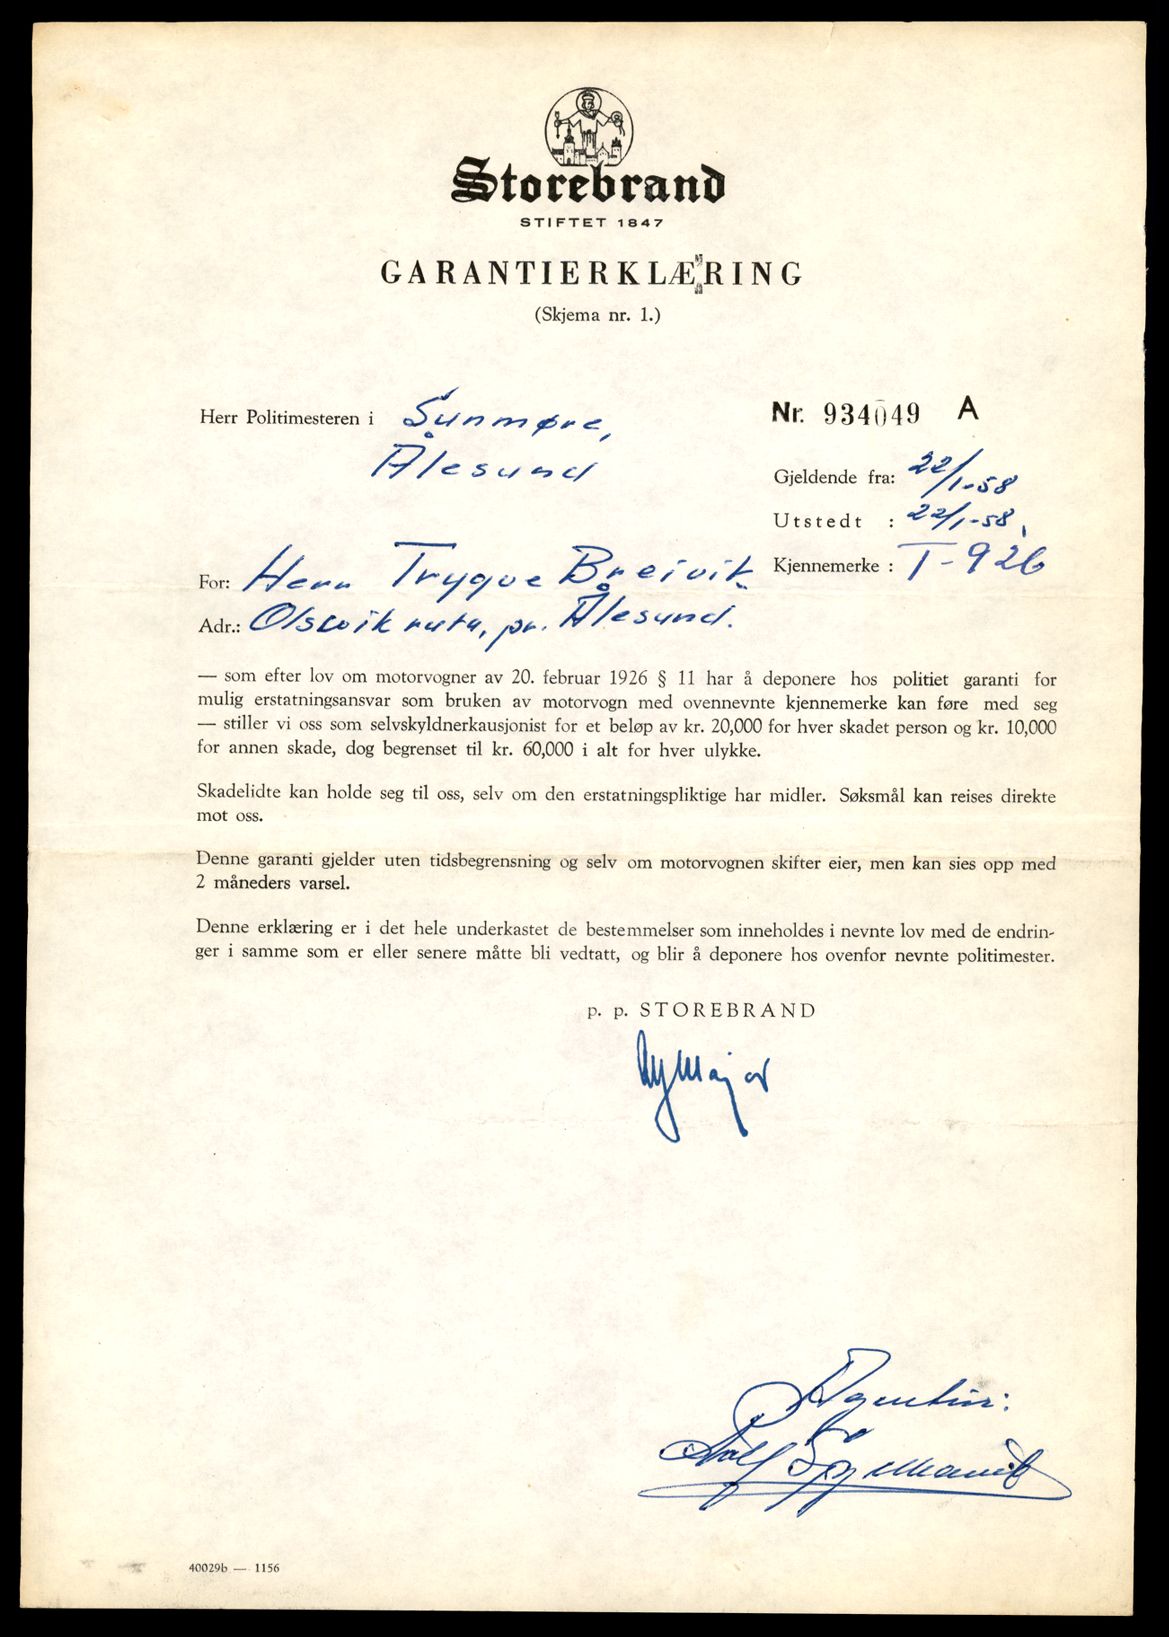 Storebrand
STIFTET 1847
GARANTIERKLÆRING
(Skjema nr. 1.)
Herr Politimesteren i Sunmøre,
Ålesund
Nr. 934049 A
Gjeldende fra: 22/1-58
Utstedt : 22/1-58.
Kjennemerke : T-926
For: Herr Trygve Breivik
Adr.: Olsvik ruta, pr. Ålesund.
— som efter lov om motorvogner av 20. februar 1926 § 11 har å deponere hos politiet garanti for
mulig erstatningsansvar som bruken av motorvogn med ovennevnte kjennemerke kan føre med seg
— stiller vi oss som selvskyldnerkausjonist for et beløp av kr. 20,000 for hver skadet person og kr. 10,000
for annen skade, dog begrenset til kr. 60,000 i alt for hver ulykke.
Skadelidte kan holde seg til oss, selv om den erstatningspliktige har midler. Søksmål kan reises direkte
mot oss.
Denne garanti gjelder uten tidsbegrensning og selv om motorvognen skifter eier, men kan sies opp med
2 måneders varsel.
Denne erklæring er i det hele underkastet de bestemmelser som inneholdes i nevnte lov med de endrin-
ger i samme som er eller senere måtte bli vedtatt, og blir å deponere hos ovenfor nevnte politimester.
p. p. STOREBRAND
Major
Agentur:
40029b — 1156